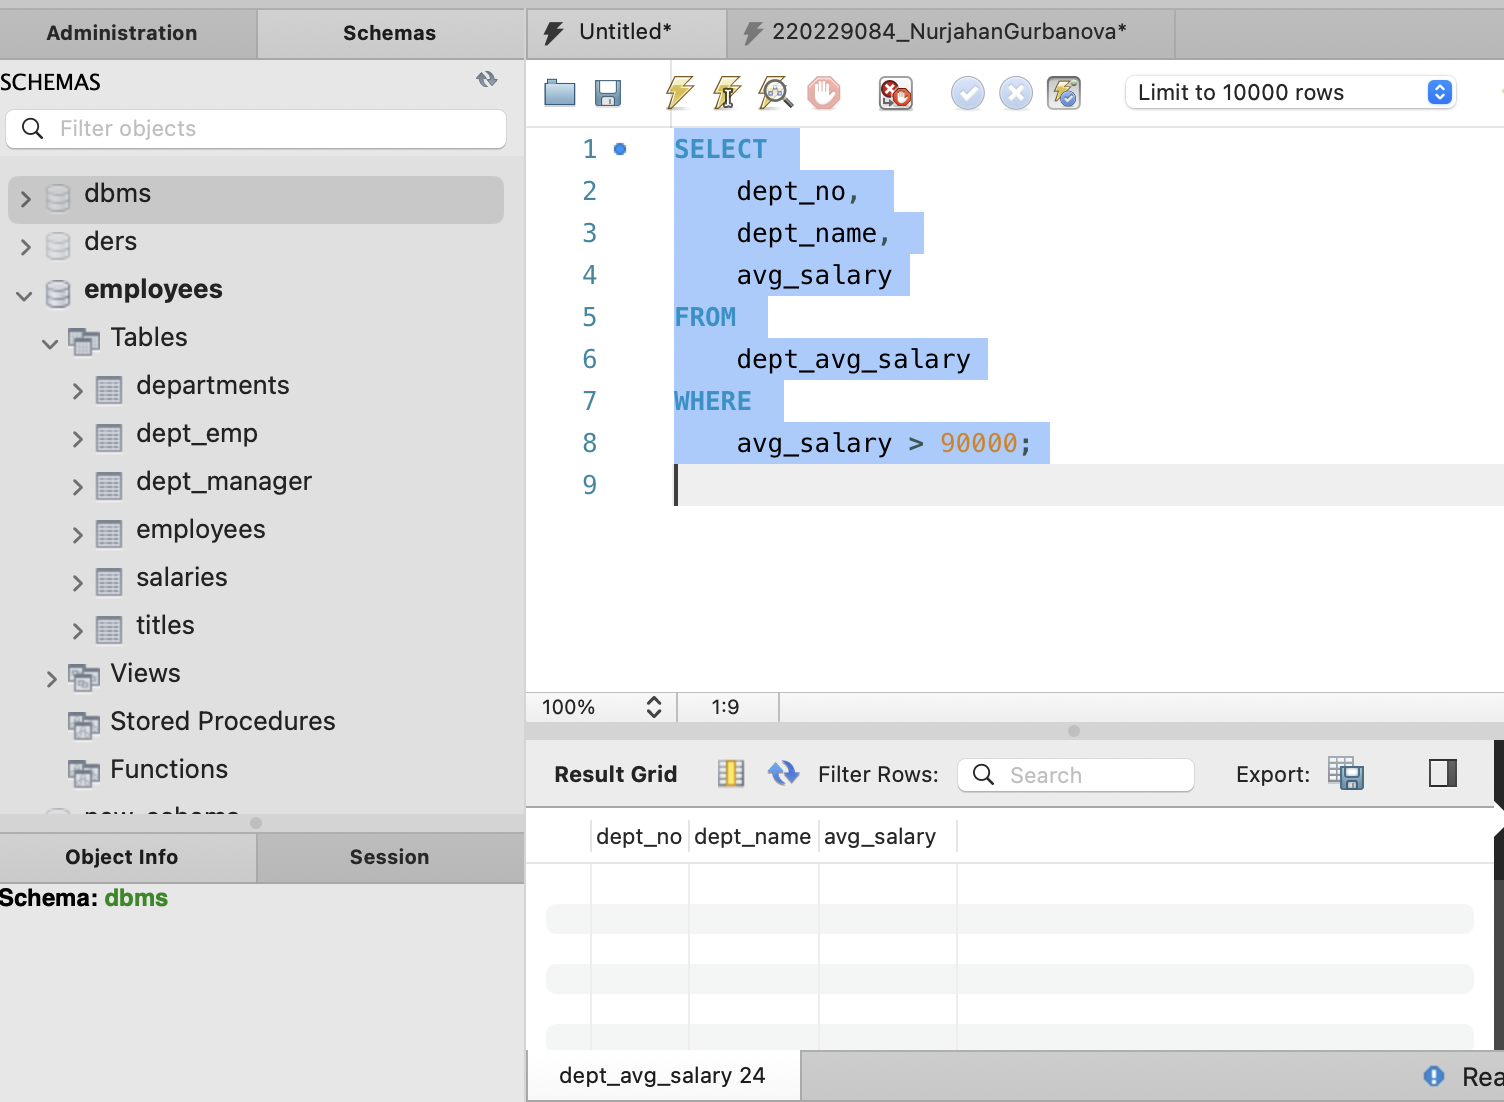 Administration
Schemas
Untitled*
220229084_NurjahanGurbanova*
SCHEMAS
Filter objects
Limit to 10000 rows
dbms
ders
employees
Tables
departments
dept_emp
dept_manager
employees
salaries
titles
Views
Stored Procedures
Functions
1 SELECT
2 dept_no,
3 dept_name,
4 avg_salary
5 FROM
6 dept_avg_salary
7 WHERE
8 avg_salary > 90000;
9
100%
1:9
Result Grid
Filter Rows:
Search
Export:
dept_no dept_name avg_salary
Object Info
Session
Schema: dbms
dept_avg_salary 24